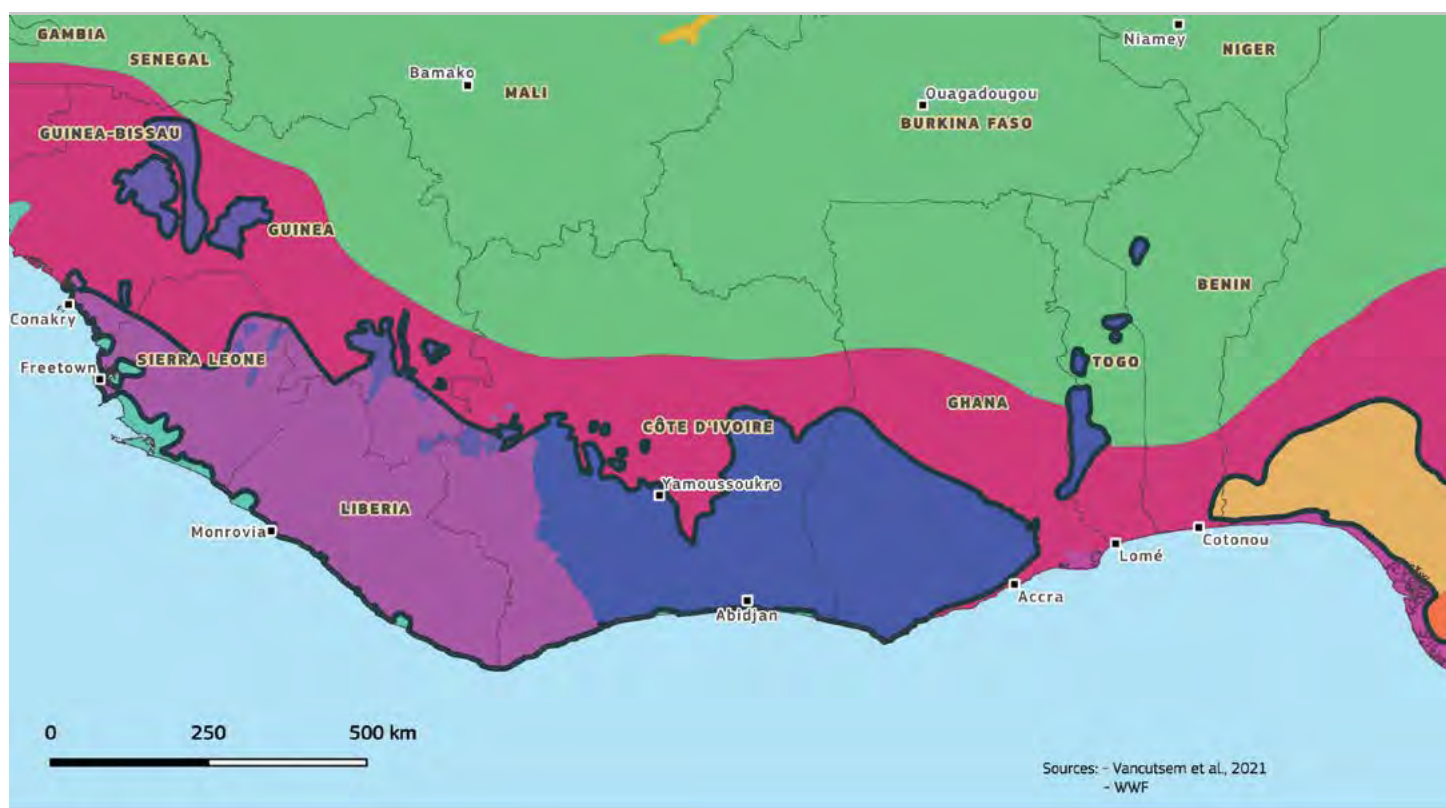 GAMBIA
SENEGAL
Bamako
MALI
Niamey
NIGER
Ouagadougou
BURKINA FASO
GUINEA-BISSAU
GUINEA
BENIN
Conakry
SIERRA LEONE
Freetown
TOGO
GHANA
CÔTE D'IVOIRE
Yamoussoukro
LIBERIA
Monrovia
Cotonou
Lomé
Accra
Abidjan
0 250 500 km
Sources: - Vancutsem et al., 2021
- WWF